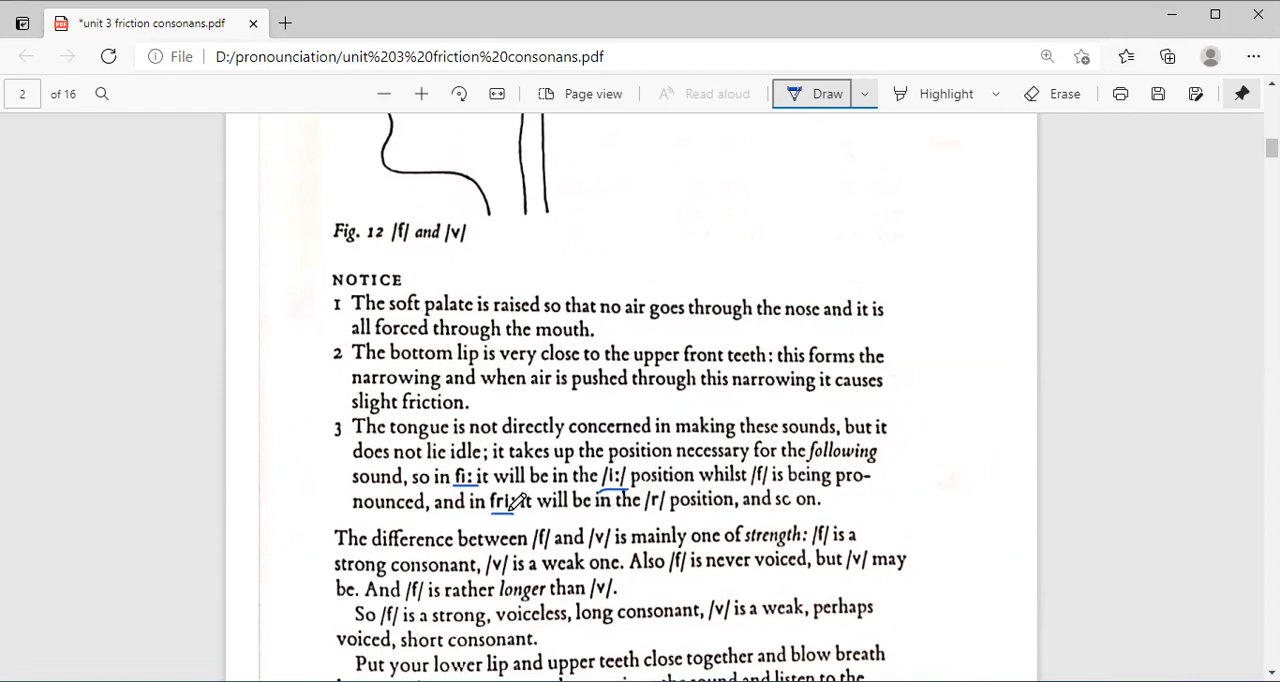 *unit 3 friction consonans.pdf
File D:/pronounciation/unit%203%20friction%20consonans.pdf
2 of 16 Page view Read aloud Draw Highlight Erase
Fig. 12 /f/ and /v/
NOTICE
1 The soft palate is raised so that no air goes through the nose and it is
all forced through the mouth.
2 The bottom lip is very close to the upper front teeth: this forms the
narrowing and when air is pushed through this narrowing it causes
slight friction.
3 The tongue is not directly concerned in making these sounds, but it
does not lie idle; it takes up the position necessary for the following
sound, so in fi: it will be in the /i:/ position whilst /f/ is being pro-
nounced, and in fri: it will be in the /r/ position, and so on.
The difference between /f/ and /v/ is mainly one of strength: /f/ is a
strong consonant, /v/ is a weak one. Also /f/ is never voiced, but /v/ may
be. And /f/ is rather longer than /v/.
So /f/ is a strong, voiceless, long consonant, /v/ is a weak, perhaps
voiced, short consonant.
Put your lower lip and upper teeth close together and blow breath
sound and listen to the